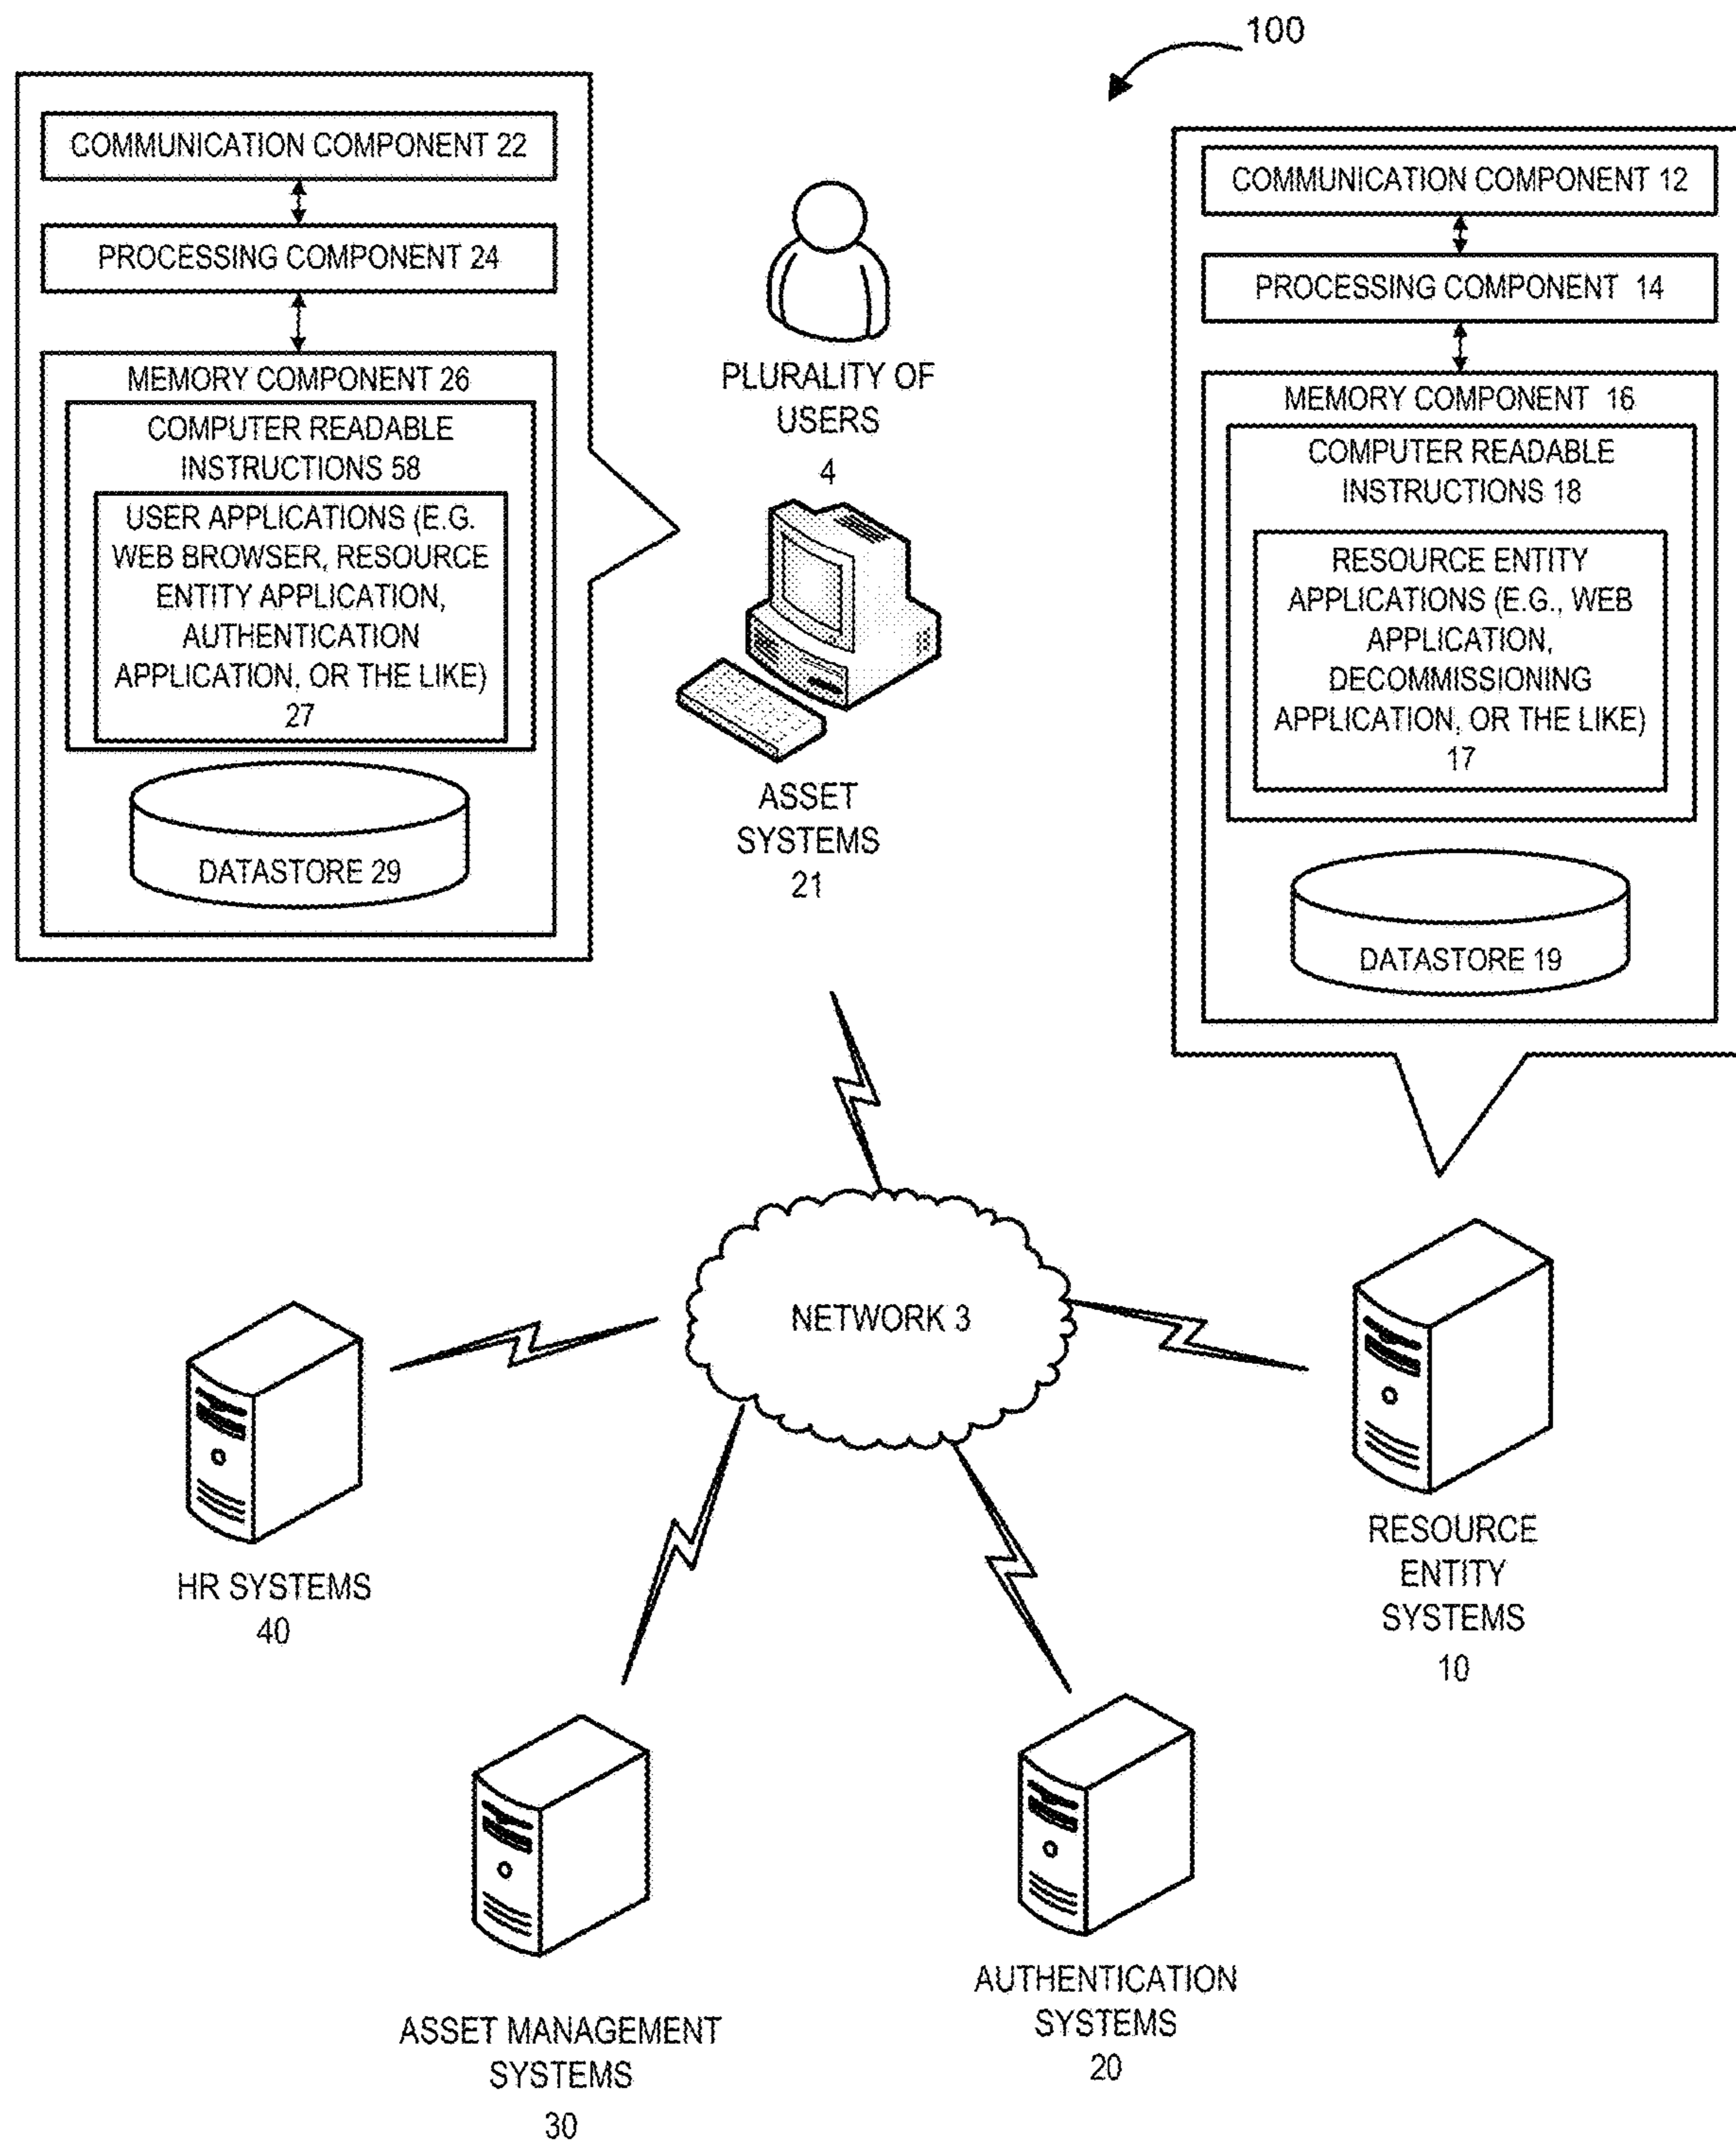 100
COMMUNICATION COMPONENT 22
PROCESSING COMPONENT 24
MEMORY COMPONENT 26
COMPUTER READABLE
INSTRUCTIONS 58
USER APPLICATIONS (E.G.
WEB BROWSER, RESOURCE
ENTITY APPLICATION,
AUTHENTICATION
APPLICATION, OR THE LIKE)
27
DATASTORE 29
PLURALITY OF
USERS
4
ASSET
SYSTEMS
21
COMMUNICATION COMPONENT 12
PROCESSING COMPONENT 14
MEMORY COMPONENT 16
COMPUTER READABLE
INSTRUCTIONS 18
RESOURCE ENTITY
APPLICATIONS (E.G., WEB
APPLICATION,
DECOMMISSIONING
APPLICATION, OR THE LIKE)
17
DATASTORE 19
NETWORK 3
HR SYSTEMS
40
RESOURCE
ENTITY
SYSTEMS
10
ASSET MANAGEMENT
SYSTEMS
30
AUTHENTICATION
SYSTEMS
20